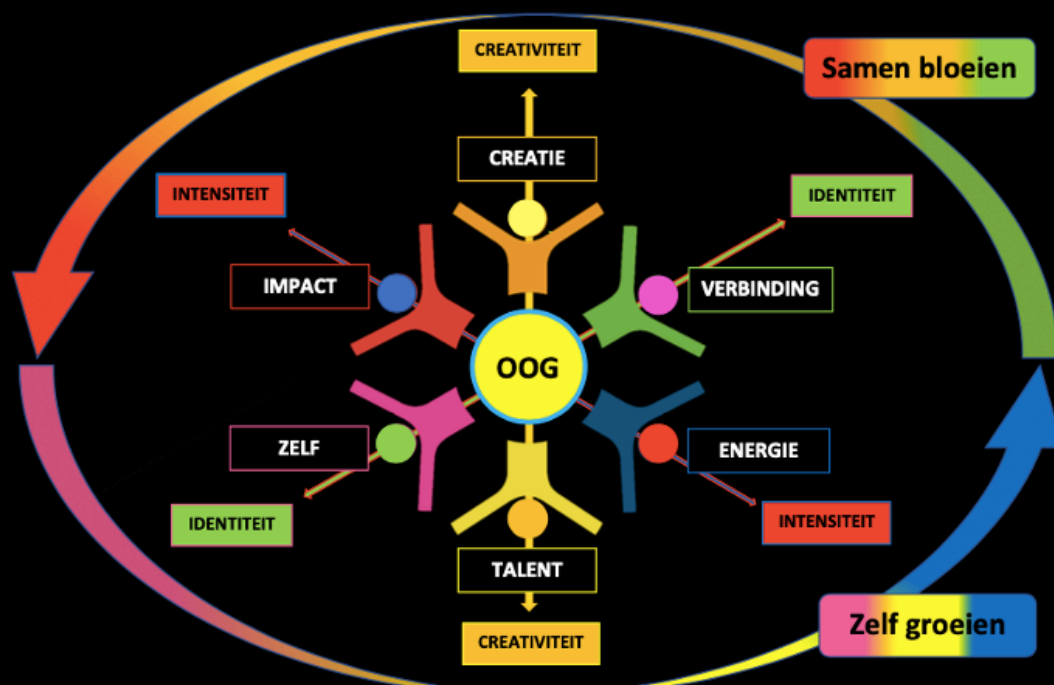 CREATIVITEIT
Samen bloeien
CREATIE
INTENSITEIT
IDENTITEIT
IMPACT
VERBINDING
OOG
ZELF
ENERGIE
IDENTITEIT
INTENSITEIT
TALENT
Zelf groeien
CREATIVITEIT